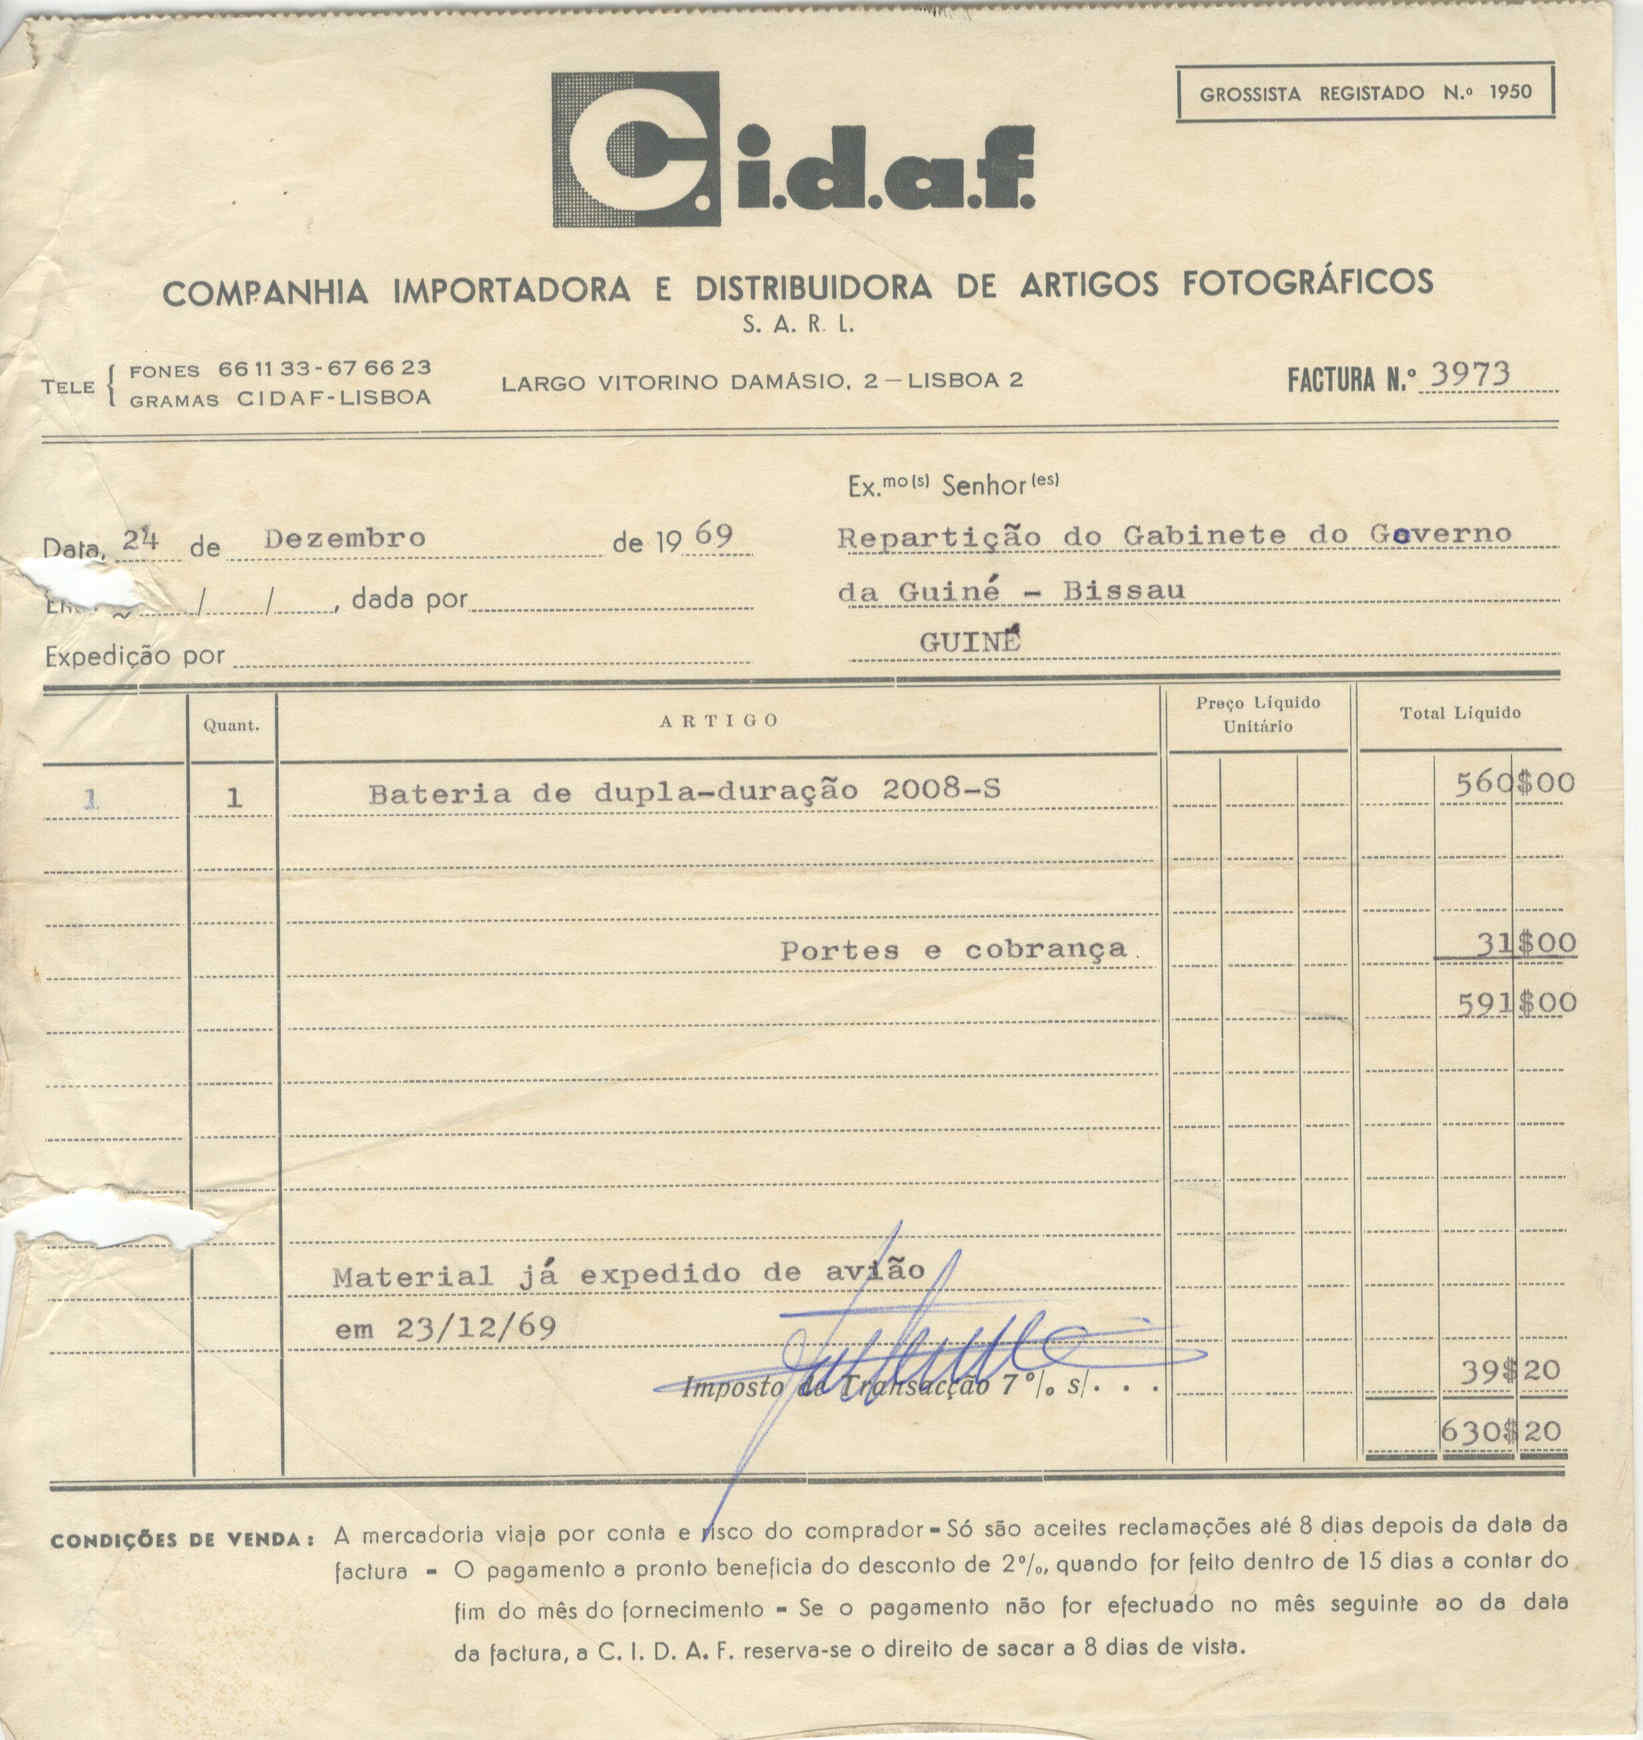 GROSSISTA REGISTADO N.º 1950
C.i.d.a.f.
COMPANHIA IMPORTADORA E DISTRIBUIDORA DE ARTIGOS FOTOGRÁFICOS
S. A. R. L.
TELE { FONES 66 11 33 - 67 66 23
GRAMAS CIDAF-LISBOA
LARGO VITORINO DAMÁSIO, 2 — LISBOA 2
FACTURA N.º 3973
Ex.mo(s) Senhor(es)
Data, 24 de Dezembro de 19 69
Repartição do Gabinete do Governo
/ / , dada por
da Guiné - Bissau
Expedição por
GUINÉ
Quant.
ARTIGO
Preço Líquido Unitário
Total Líquido
1 1 Bateria de dupla-duração 2008-S 560$00
Portes e cobrança. 31$00
591$00
Material já expedido de avião
em 23/12/69
Imposto de Transacção 7% s/. . . 39$20
630$20
CONDIÇÕES DE VENDA: A mercadoria viaja por conta e risco do comprador - Só são aceites reclamações até 8 dias depois da data da
factura - O pagamento a pronto beneficia do desconto de 2%, quando for feito dentro de 15 dias a contar do
fim do mês do fornecimento - Se o pagamento não for efectuado no mês seguinte ao da data
da factura, a C. I. D. A. F. reserva-se o direito de sacar a 8 dias de vista.